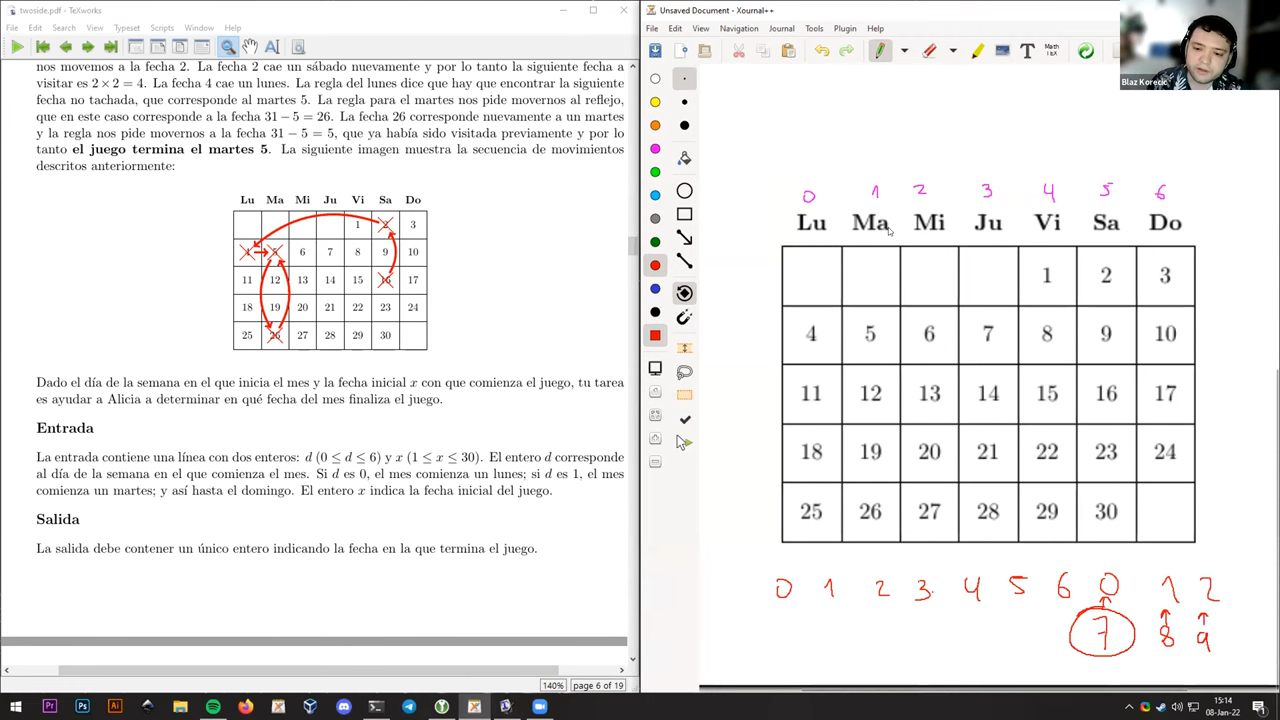 twoside.pdf - TeXworks
File Edit Search View Typeset Scripts Window Help
nos movemos a la fecha 2. La fecha 2 cae un sábado nuevamente y por lo tanto la siguiente fecha a
visitar es 2 × 2 = 4. La fecha 4 cae un lunes. La regla del lunes dice que hay que encontrar la siguiente
fecha no tachada, que corresponde al martes 5. La regla para el martes nos pide movernos al reflejo,
que en este caso corresponde a la fecha 31 − 5 = 26. La fecha 26 corresponde nuevamente a un martes
y la regla nos pide movernos a la fecha 31 − 5 = 5, que ya había sido visitada previamente y por lo
tanto el juego termina el martes 5. La siguiente imagen muestra la secuencia de movimientos
descritos anteriormente:
Lu Ma Mi Ju Vi Sa Do
1 2 3
4 5 6 7 8 9 10
11 12 13 14 15 16 17
18 19 20 21 22 23 24
25 26 27 28 29 30
Dado el día de la semana en el que inicia el mes y la fecha inicial x con que comienza el juego, tu tarea
es ayudar a Alicia a determinar en qué fecha del mes finaliza el juego.
Entrada
La entrada contiene una línea con dos enteros: d (0 ≤ d ≤ 6) y x (1 ≤ x ≤ 30). El entero d corresponde
al día de la semana en el que comienza el mes. Si d es 0, el mes comienza un lunes; si d es 1, el mes
comienza un martes; y así hasta el domingo. El entero x indica la fecha inicial del juego.
Salida
La salida debe contener un único entero indicando la fecha en la que termina el juego.
140% page 6 of 19
Unsaved Document - Xournal++
File Edit View Navigation Journal Tools Plugin Help
Blaz Korecic
0 1 2 3 4 5 6
Lu Ma Mi Ju Vi Sa Do
1 2 3
4 5 6 7 8 9 10
11 12 13 14 15 16 17
18 19 20 21 22 23 24
25 26 27 28 29 30
0 1 2 3. 4 5 6 0 1 2
7 8 9
15:14
08-Jan-22